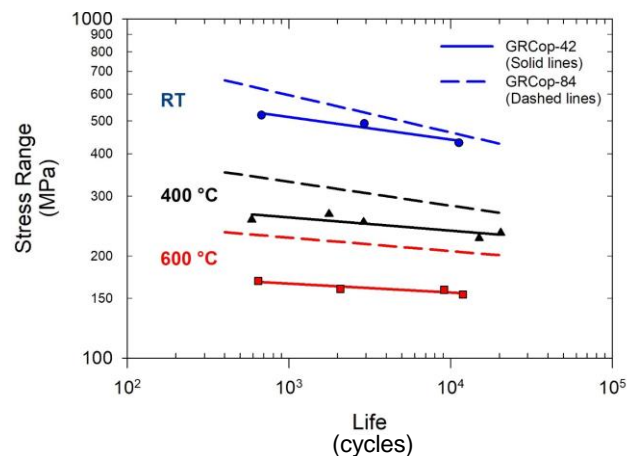 1000
900
800
700
600
500
400
300
200
150
100
Stress Range
(MPa)
RT
400 °C
600 °C
GRCop-42
(Solid lines)
GRCop-84
(Dashed lines)
10²
10³
10⁴
10⁵
Life
(cycles)